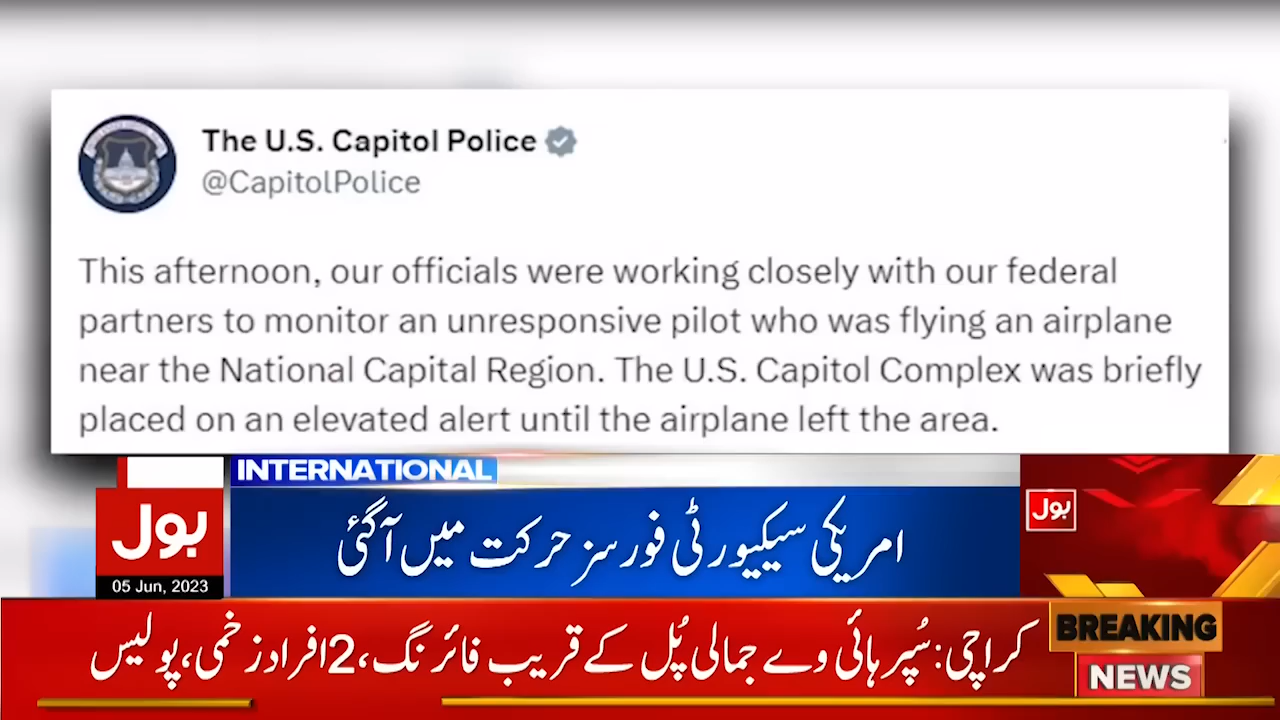 The U.S. Capitol Police
@CapitolPolice
This afternoon, our officials were working closely with our federal
partners to monitor an unresponsive pilot who was flying an airplane
near the National Capital Region. The U.S. Capitol Complex was briefly
placed on an elevated alert until the airplane left the area.
INTERNATIONAL
بول
امریکی سیکیورٹی فورسز حرکت میں آگئی
بول
05 Jun, 2023
کراچی: سُپر ہائی وے جمالی پُل کے قریب فائرنگ، 2 افراد زخمی، پولیس
BREAKING
NEWS